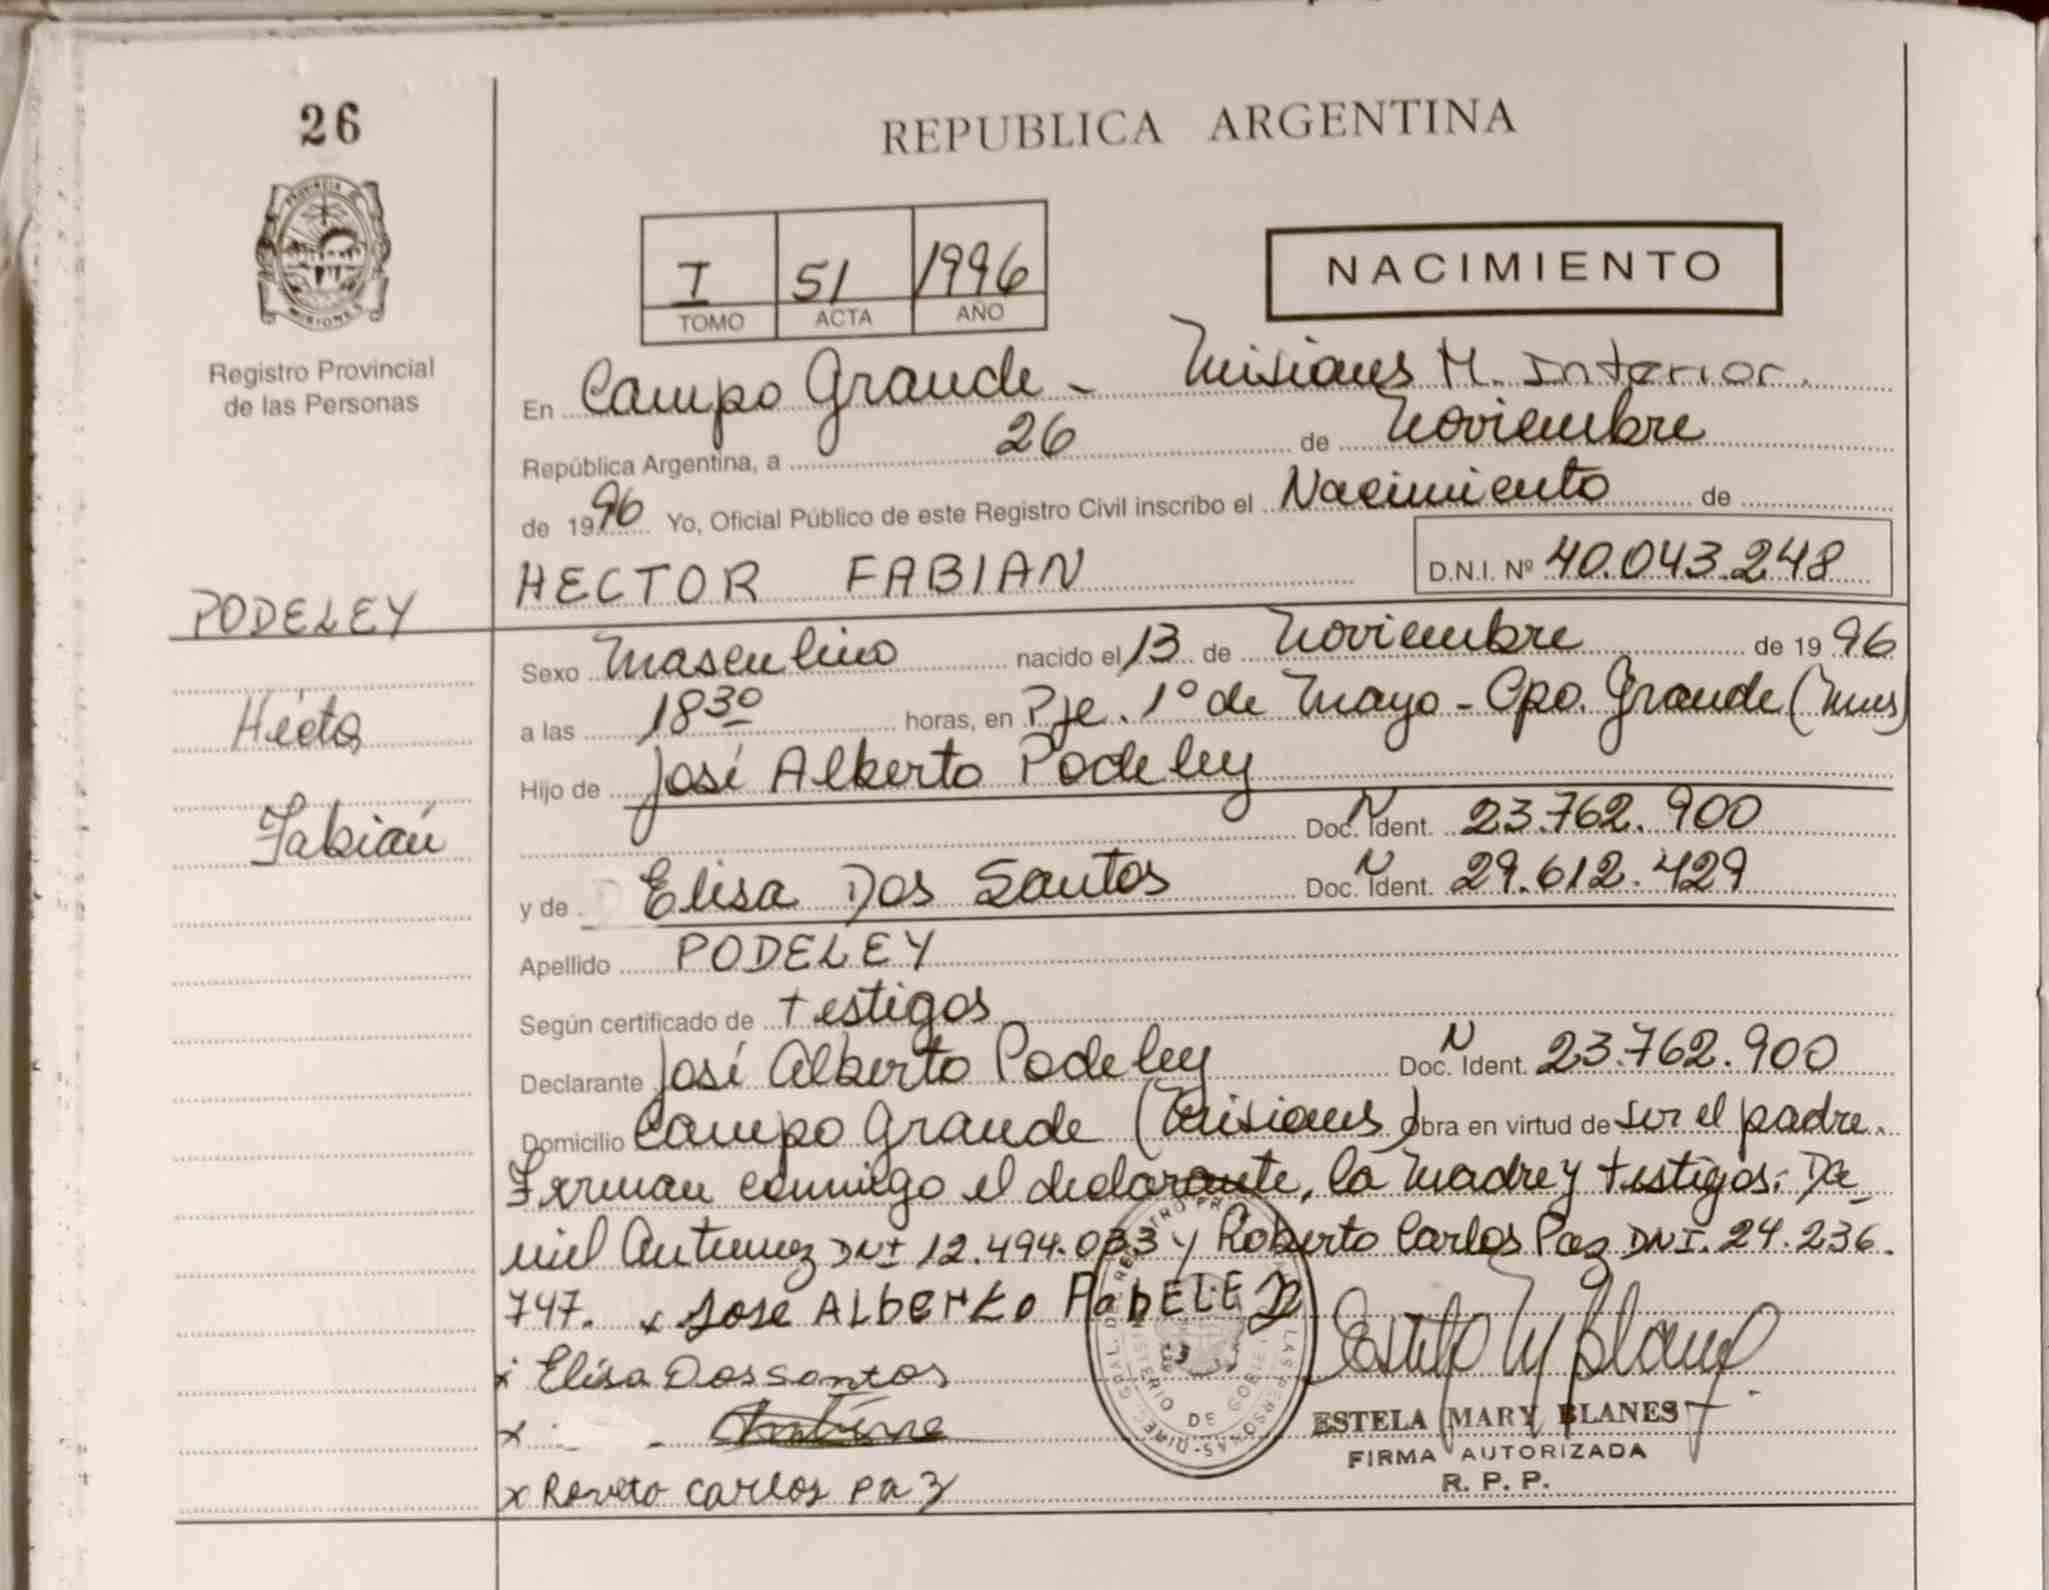 26
REPUBLICA ARGENTINA
I 51 1996
TOMO ACTA AÑO
NACIMIENTO
PROVINCIA
MISIONES
Registro Provincial
de las Personas
En Campo Grande - Misiones M. Interior.
República Argentina, a 26 de Noviembre
de 1996 Yo, Oficial Público de este Registro Civil inscribo el Nacimiento de
HECTOR FABIAN D.N.I. Nº 40.043.248
PODELEY
Héctor
Fabián
Sexo Masculino nacido el 13 de Noviembre de 1996
a las 18³⁰ horas, en Pje. 1º de Mayo - Cpo. Grande (Mnes)
Hijo de José Alberto Podeley
Doc. N Ident. 23.762.900
y de Elisa Dos Santos Doc. N Ident. 29.612.429
Apellido PODELEY
Según certificado de testigos
Declarante José Alberto Podeley Doc. N Ident. 23.762.900
Domicilio Campo Grande (Misiones) Obra en virtud de ser el padre.
Firman conmigo el declarante, la madre y testigos: Da-
niel Antunez DNI 12.494.033 y Roberto Carlos Paz DNI. 24.236.
747. x Jose ALberto PodELEY
x Elisa Dossantos
x
x Roveto carlos paz
ESTELA MARY BLANES
FIRMA AUTORIZADA
R. P. P.